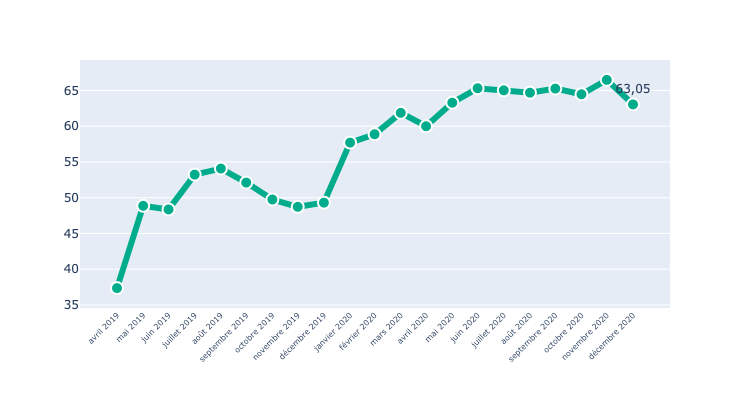 65
60
55
50
45
40
35
63,05
avril 2019
mai 2019
juin 2019
juillet 2019
août 2019
septembre 2019
octobre 2019
novembre 2019
décembre 2019
janvier 2020
février 2020
mars 2020
avril 2020
mai 2020
juin 2020
juillet 2020
août 2020
septembre 2020
octobre 2020
novembre 2020
décembre 2020